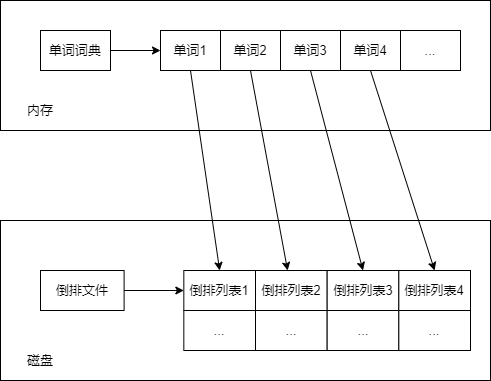 单词词典
单词1 单词2 单词3 单词4 ...
内存
倒排文件
倒排列表1 倒排列表2 倒排列表3 倒排列表4
... ... ... ...
磁盘